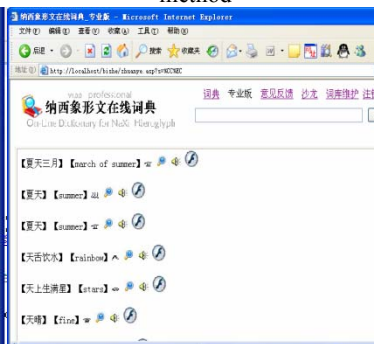 method
纳西象形文在线词典_专业版 - Microsoft Internet Explorer
文件(F) 编辑(E) 查看(V) 收藏(A) 工具(T) 帮助(H)
后退 搜索 收藏夹
地址(D) http://localhost/bishe/zhuanye.asp?s=%CC%EC
professional 词典 专业版 意见反馈 沙龙 词库维护
纳西象形文在线词典
On-Line Dictionary for NaXi Hieroglyph
【夏天三月】【march of summer】
【夏天】【summer】
【夏天】【summer】
【天舌饮水】【rainbow】
【天上生满星】【stars】
【天晴】【fine】